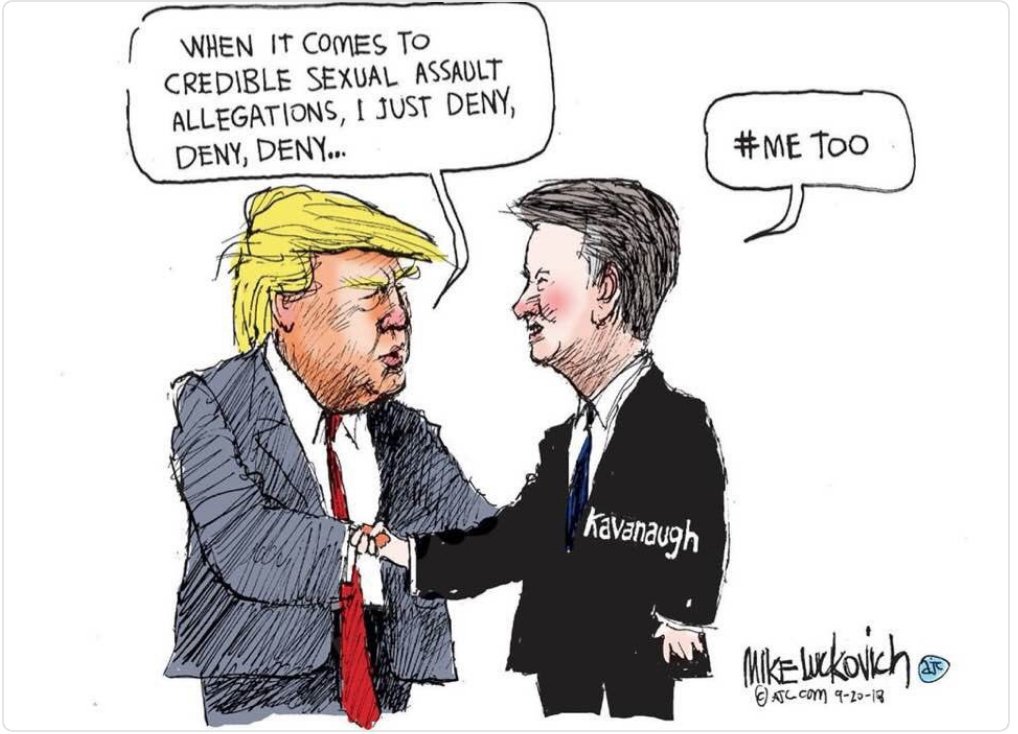 WHEN IT COMES TO
CREDIBLE SEXUAL ASSAULT
ALLEGATIONS, I JUST DENY,
DENY, DENY...
#ME TOO
Kavanaugh
MIKE LUCKOVICH
AJC
© AJC.COM 9-20-18